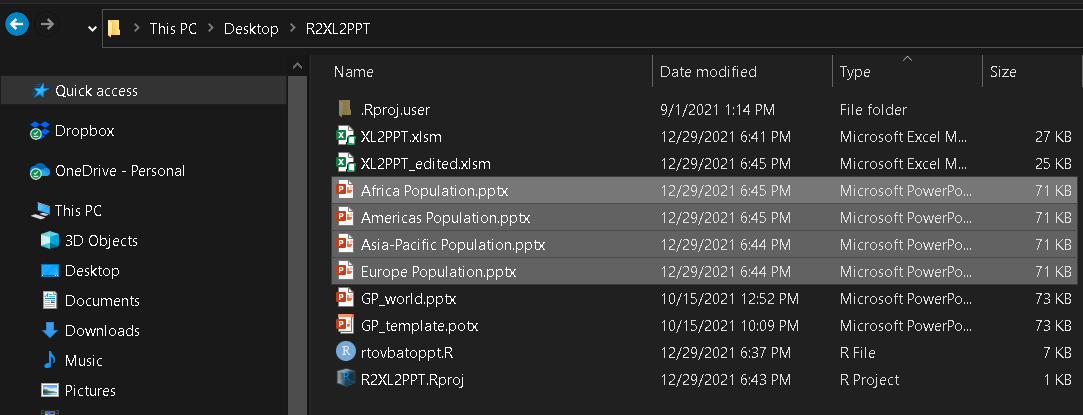 This PC > Desktop > R2XL2PPT
Name Date modified Type Size
Quick access
Dropbox
OneDrive - Personal
This PC
3D Objects
Desktop
Documents
Downloads
Music
Pictures
.Rproj.user 9/1/2021 1:14 PM File folder
XL2PPT.xlsm 12/29/2021 6:41 PM Microsoft Excel M... 27 KB
XL2PPT_edited.xlsm 12/29/2021 6:45 PM Microsoft Excel M... 25 KB
Africa Population.pptx 12/29/2021 6:45 PM Microsoft PowerPo... 71 KB
Americas Population.pptx 12/29/2021 6:45 PM Microsoft PowerPo... 71 KB
Asia-Pacific Population.pptx 12/29/2021 6:44 PM Microsoft PowerPo... 71 KB
Europe Population.pptx 12/29/2021 6:44 PM Microsoft PowerPo... 71 KB
GP_world.pptx 10/15/2021 12:52 PM Microsoft PowerPo... 73 KB
GP_template.potx 10/15/2021 10:09 PM Microsoft PowerPo... 73 KB
rtovbatoppt.R 12/29/2021 6:37 PM R File 7 KB
R2XL2PPT.Rproj 12/29/2021 6:43 PM R Project 1 KB